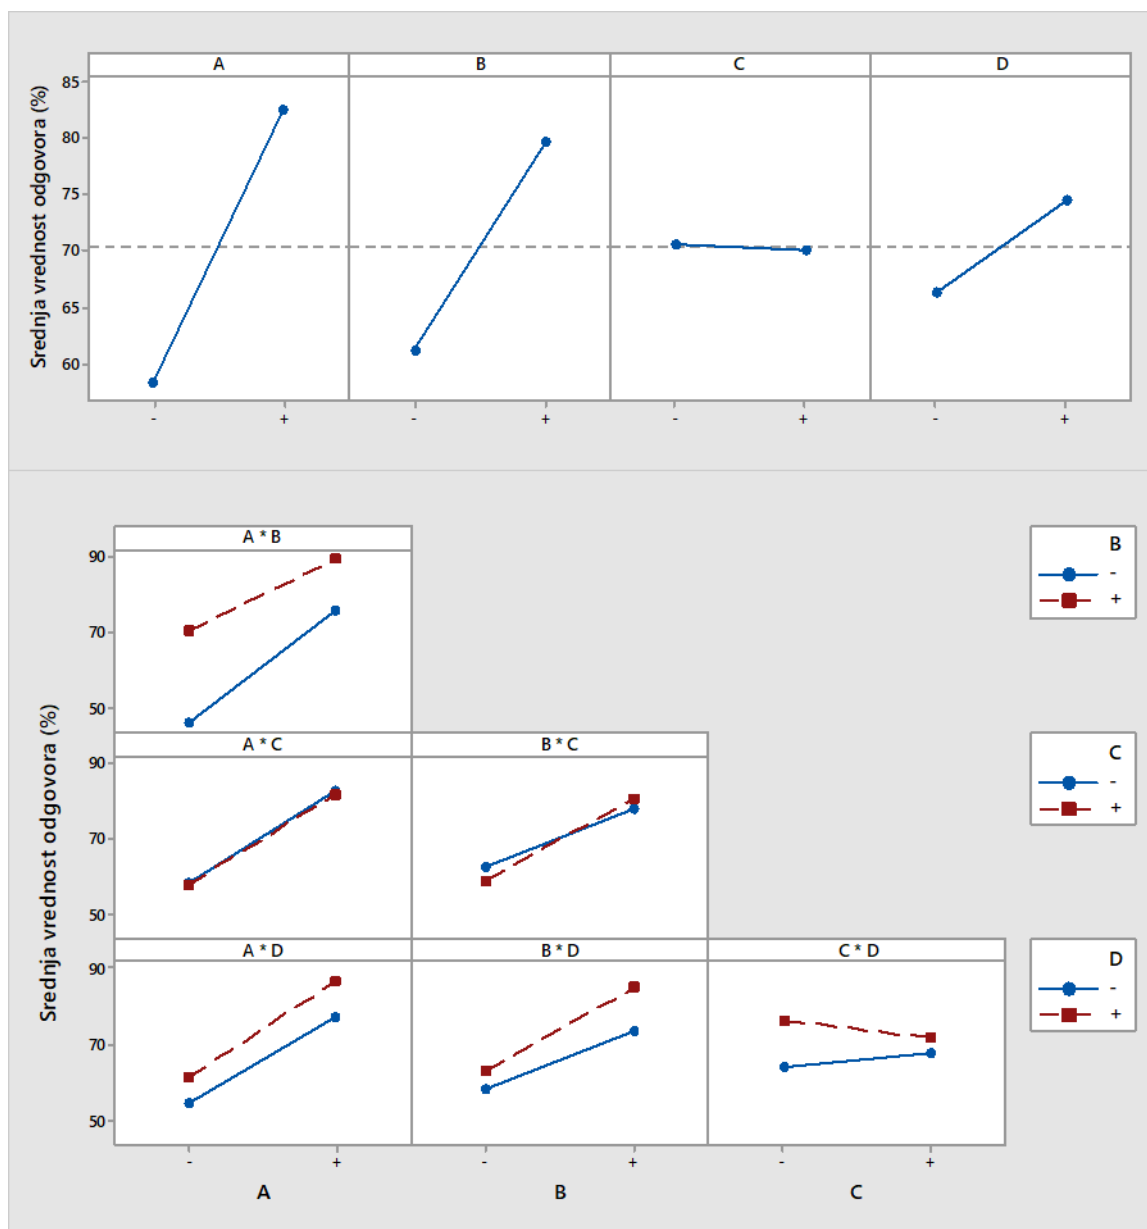 A B C D
Srednja vrednost odgovora (%)
85
80
75
70
65
60
- + - + - + - +
A * B
90
70
50
B
-
+
Srednja vrednost odgovora (%)
A * C B * C
90
70
50
C
-
+
A * D B * D C * D
90
70
50
D
-
+
- + - + - +
A B C